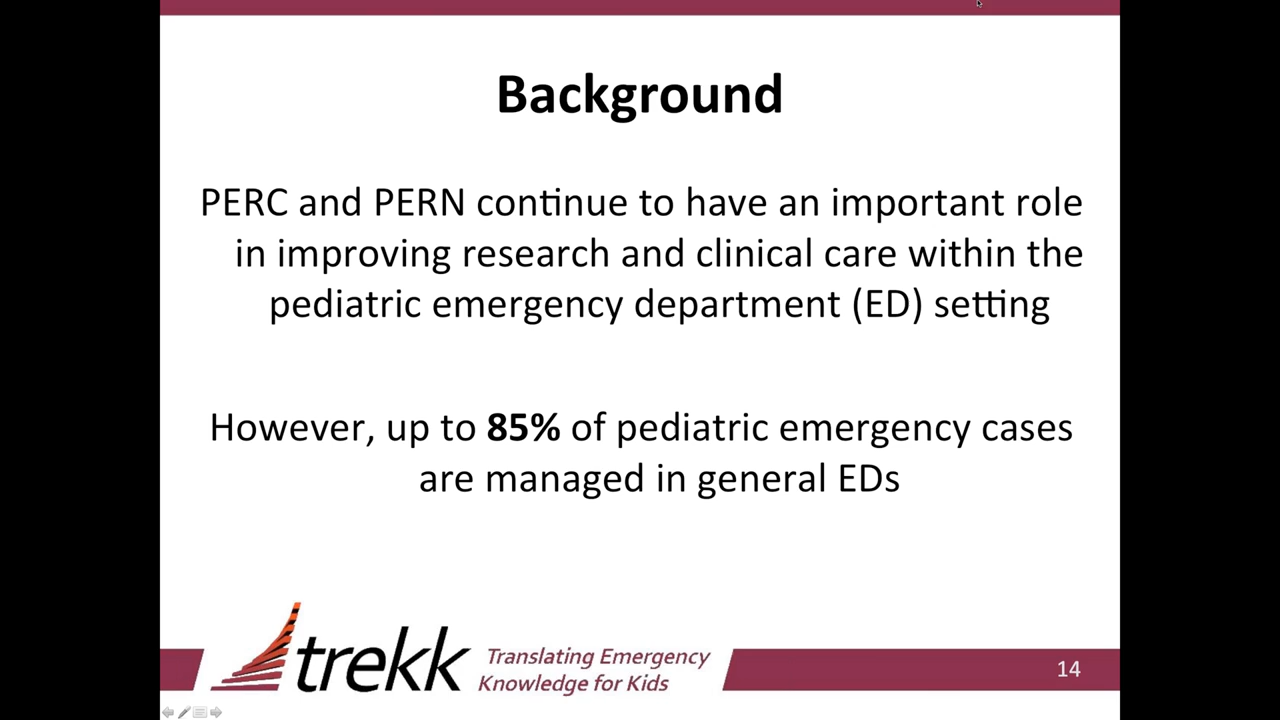 Background
PERC and PERN continue to have an important role
in improving research and clinical care within the
pediatric emergency department (ED) setting
However, up to 85% of pediatric emergency cases
are managed in general EDs
trekk
Translating Emergency
Knowledge for Kids
14